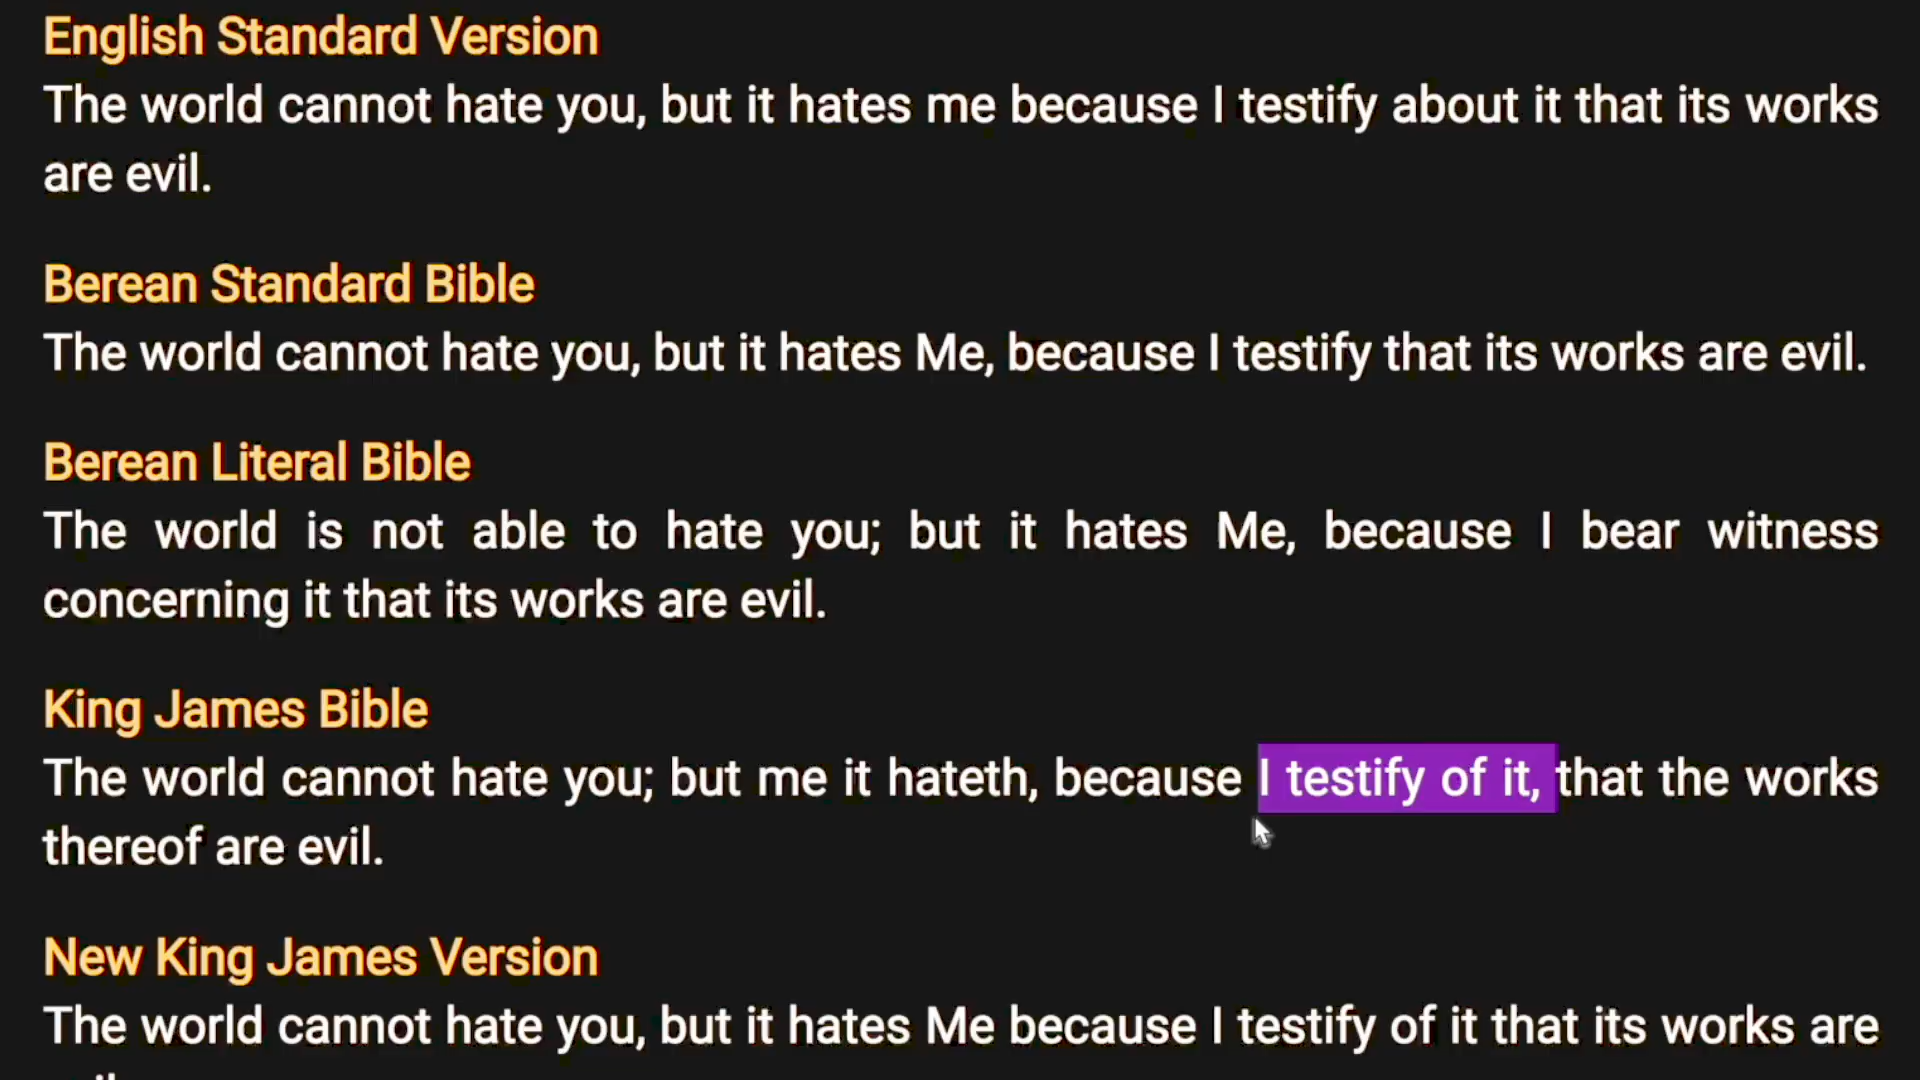 English Standard Version
The world cannot hate you, but it hates me because I testify about it that its works
are evil.
Berean Standard Bible
The world cannot hate you, but it hates Me, because I testify that its works are evil.
Berean Literal Bible
The world is not able to hate you; but it hates Me, because I bear witness
concerning it that its works are evil.
King James Bible
The world cannot hate you; but me it hateth, because I testify of it, that the works
thereof are evil.
New King James Version
The world cannot hate you, but it hates Me because I testify of it that its works are